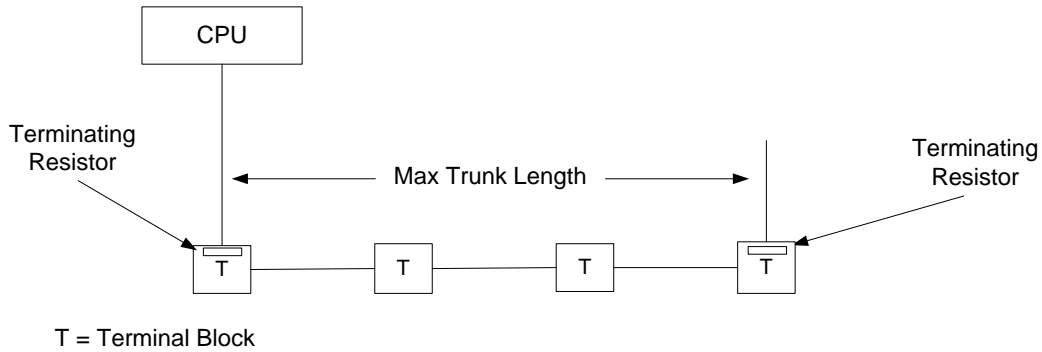 CPU
Terminating
Resistor
Max Trunk Length
Terminating
Resistor
T
T
T
T
T = Terminal Block